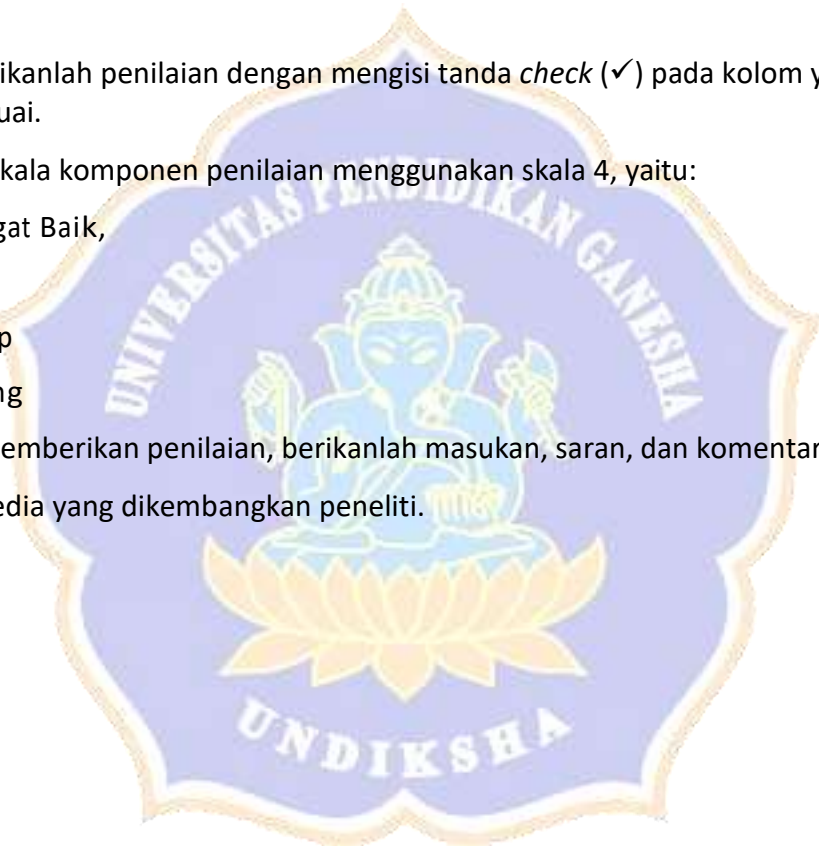 ikanlah penilaian dengan mengisi tanda check (✓) pada kolom y
uai.
kala komponen penilaian menggunakan skala 4, yaitu:
gat Baik,
p
ng
emberikan penilaian, berikanlah masukan, saran, dan komentar
edia yang dikembangkan peneliti.
UNIVERSITAS PENDIDIKAN GANESHA
UNDIKSHA